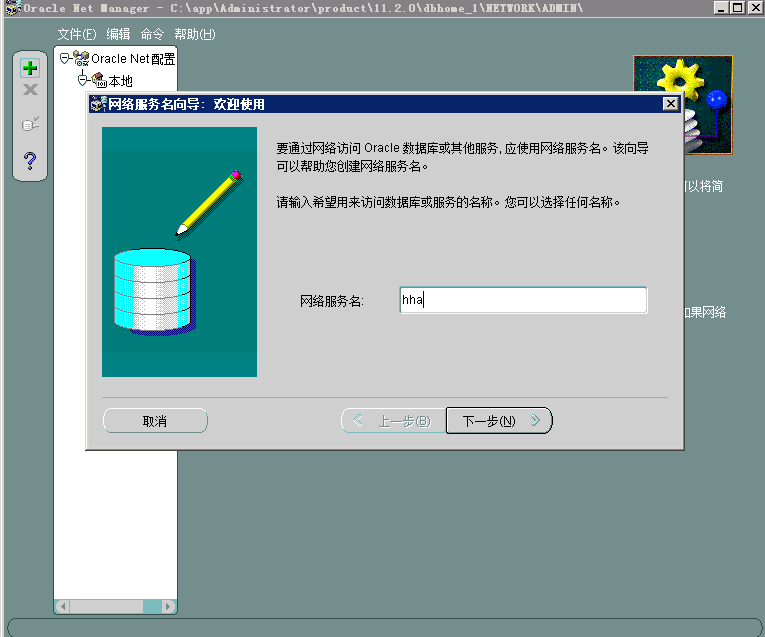 Oracle Net Manager - C:\app\Administrator\product\11.2.0\dbhome_1\NETWORK\ADMIN\
文件(F) 编辑 命令 帮助(H)
Oracle Net配置
本地
网络服务名向导: 欢迎使用
要通过网络访问 Oracle 数据库或其他服务, 应使用网络服务名。该向导
可以帮助您创建网络服务名。
请输入希望用来访问数据库或服务的名称。您可以选择任何名称。
可以将简
网络服务名: hha
如果网络
取消 上一步(B) 下一步(N)